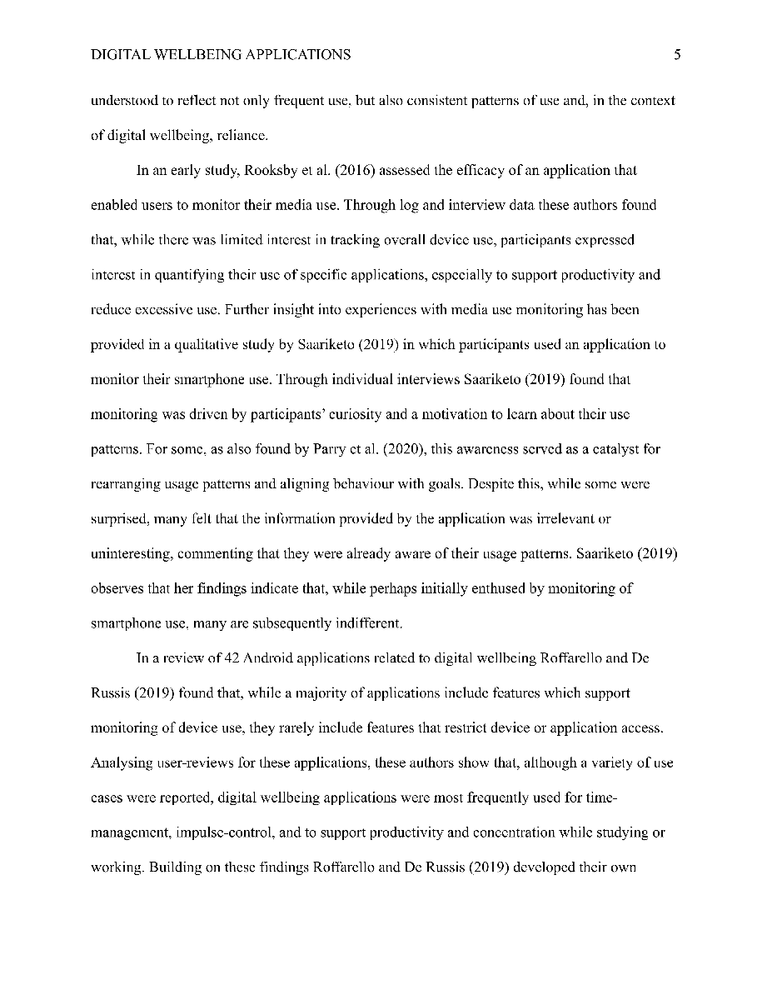 DIGITAL WELLBEING APPLICATIONS 5
understood to reflect not only frequent use, but also consistent patterns of use and, in the context
of digital wellbeing, reliance.
In an early study, Rooksby et al. (2016) assessed the efficacy of an application that
enabled users to monitor their media use. Through log and interview data these authors found
that, while there was limited interest in tracking overall device use, participants expressed
interest in quantifying their use of specific applications, especially to support productivity and
reduce excessive use. Further insight into experiences with media use monitoring has been
provided in a qualitative study by Saariketo (2019) in which participants used an application to
monitor their smartphone use. Through individual interviews Saariketo (2019) found that
monitoring was driven by participants’ curiosity and a motivation to learn about their use
patterns. For some, as also found by Parry et al. (2020), this awareness served as a catalyst for
rearranging usage patterns and aligning behaviour with goals. Despite this, while some were
surprised, many felt that the information provided by the application was irrelevant or
uninteresting, commenting that they were already aware of their usage patterns. Saariketo (2019)
observes that her findings indicate that, while perhaps initially enthused by monitoring of
smartphone use, many are subsequently indifferent.
In a review of 42 Android applications related to digital wellbeing Roffarello and De
Russis (2019) found that, while a majority of applications include features which support
monitoring of device use, they rarely include features that restrict device or application access.
Analysing user-reviews for these applications, these authors show that, although a variety of use
cases were reported, digital wellbeing applications were most frequently used for time-
management, impulse-control, and to support productivity and concentration while studying or
working. Building on these findings Roffarello and De Russis (2019) developed their own